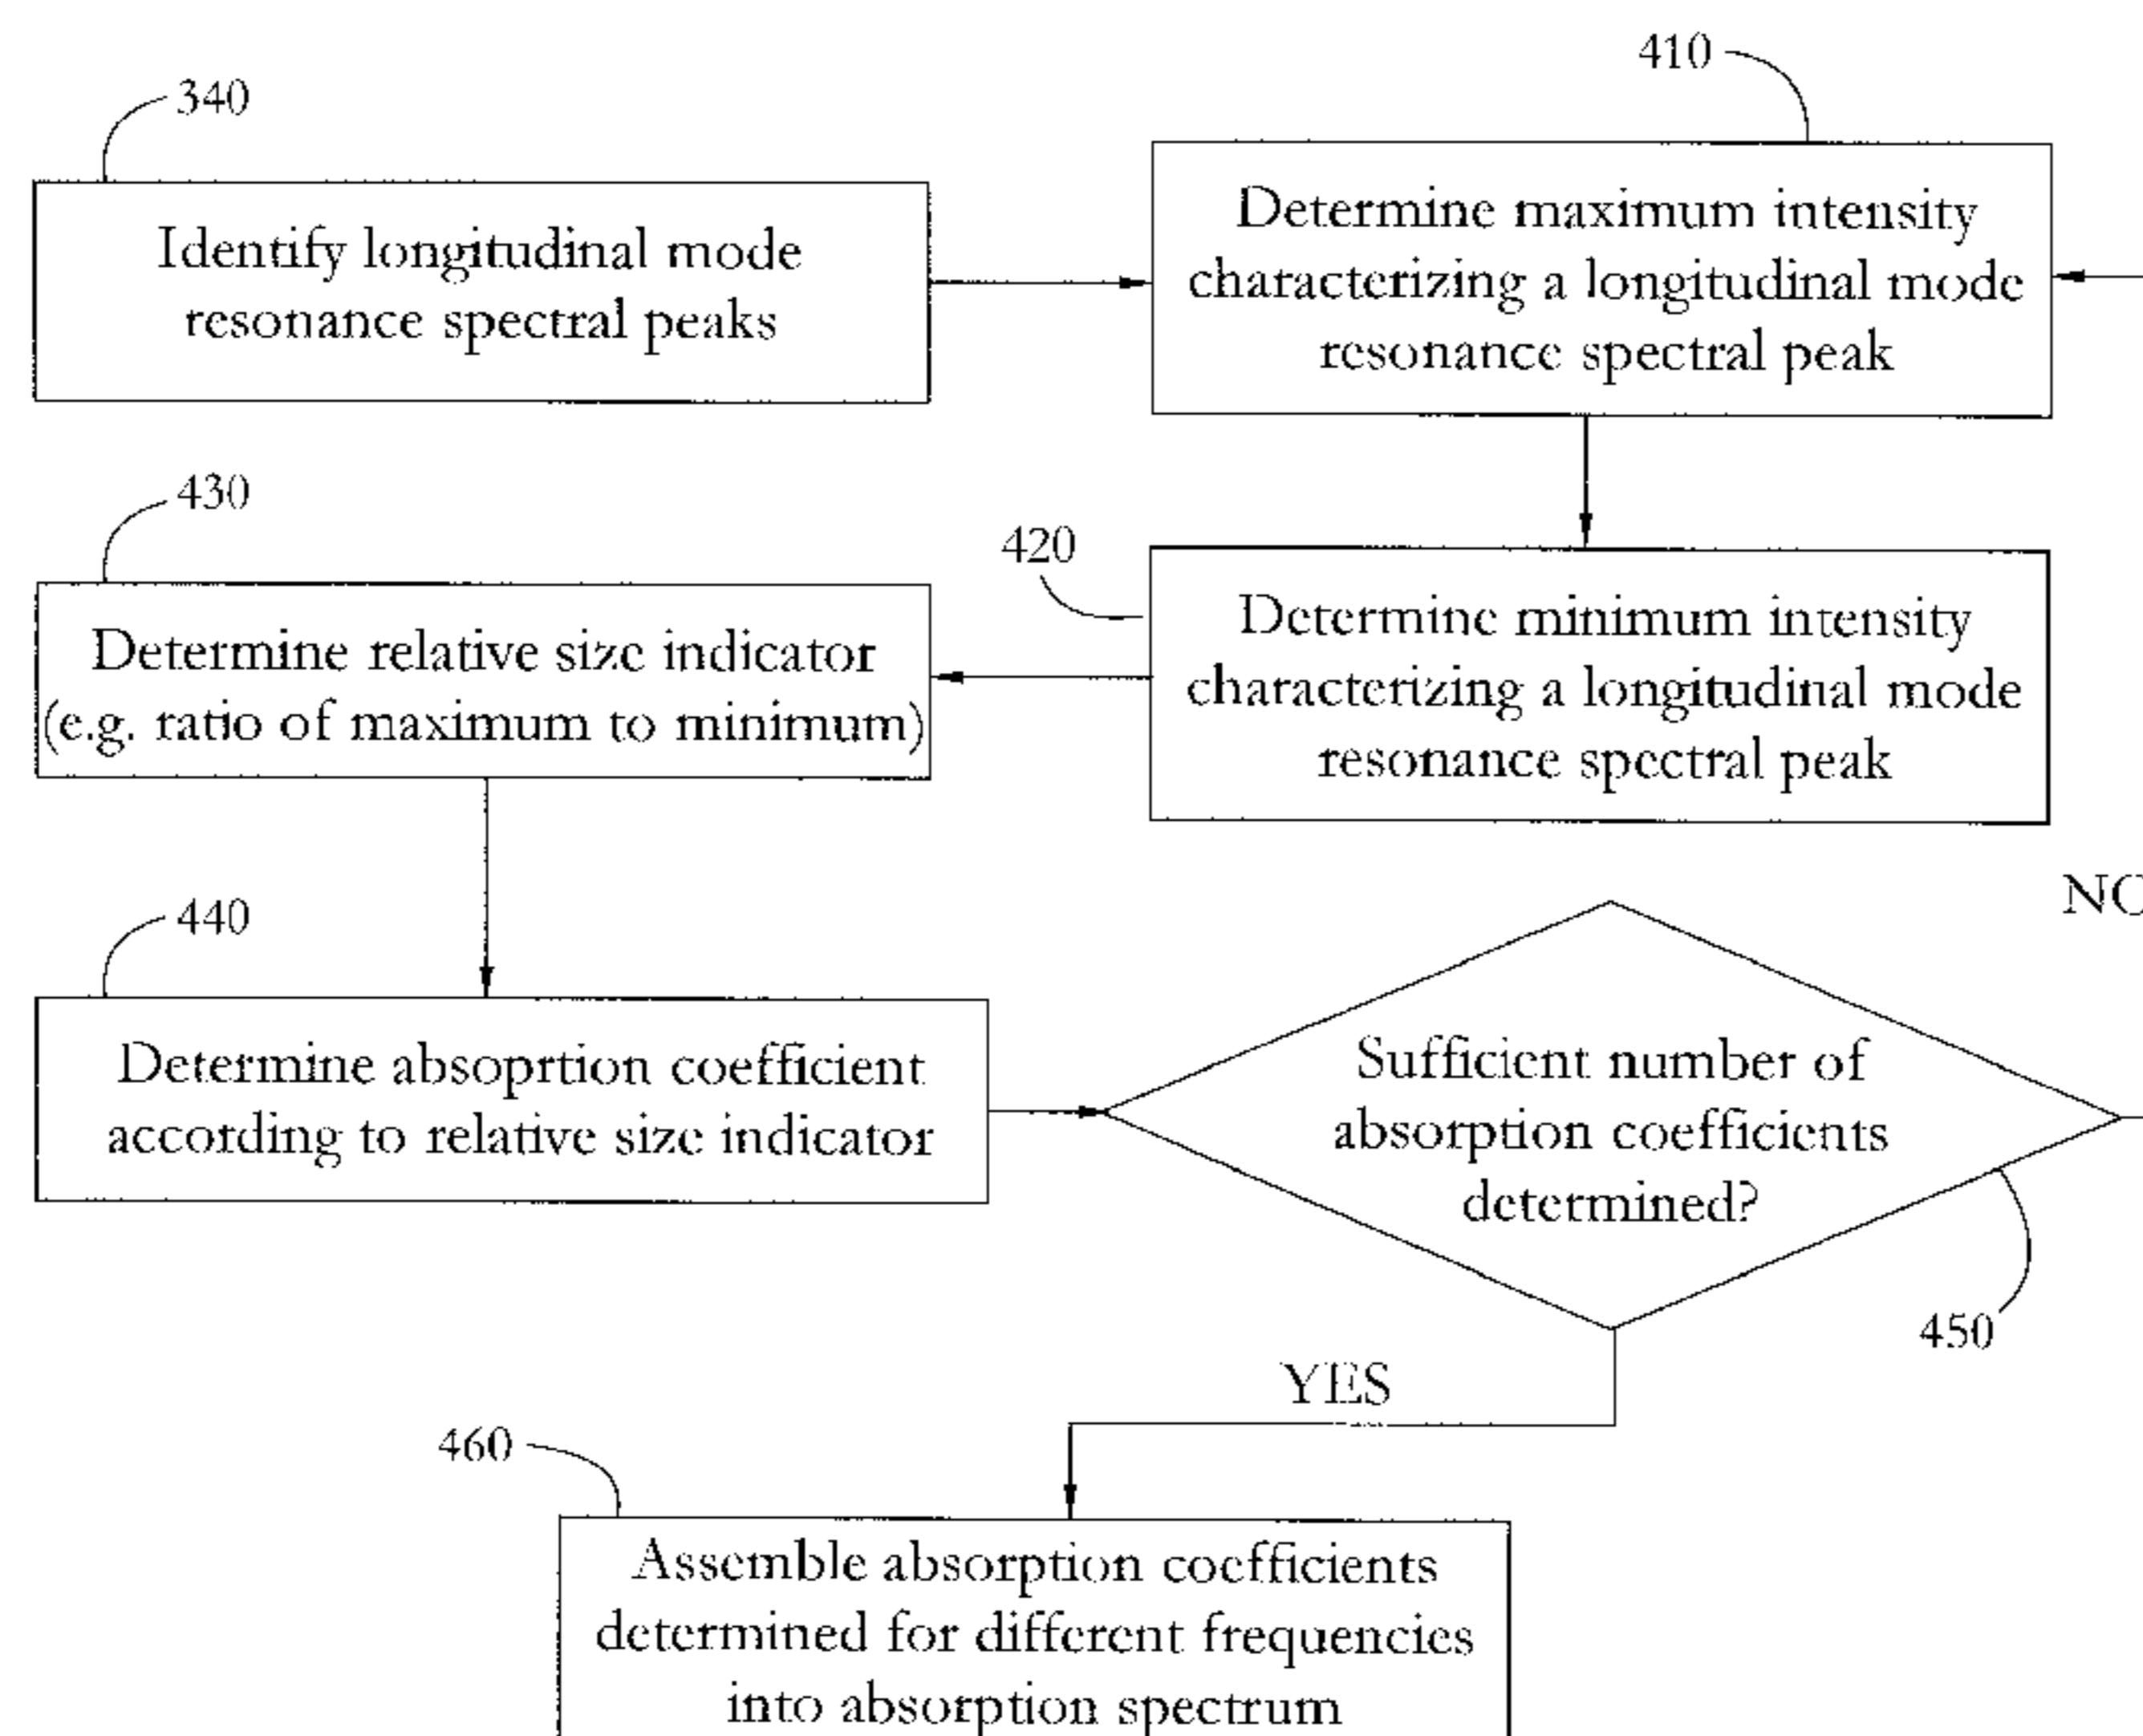 410
340
Identify longitudinal mode
resonance spectral peaks
Determine maximum intensity
characterizing a longitudinal mode
resonance spectral peak
430
420
Determine relative size indicator
(e.g. ratio of maximum to minimum)
Determine minimum intensity
characterizing a longitudinal mode
resonance spectral peak
NO
440
Determine absoprtion coefficient
according to relative size indicator
Sufficient number of
absorption coefficients
determined?
450
YES
460
Assemble absorption coefficients
determined for different frequencies
into absorption spectrum